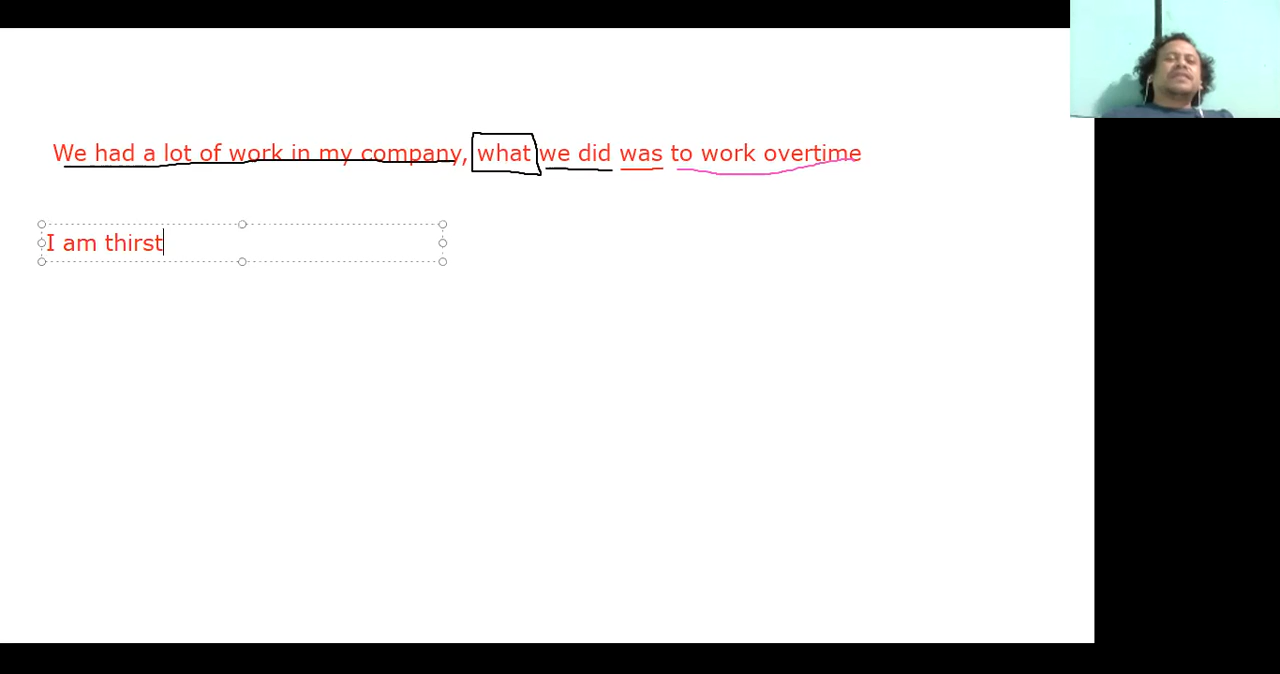 We had a lot of work in my company, what we did was to work overtime
I am thirst